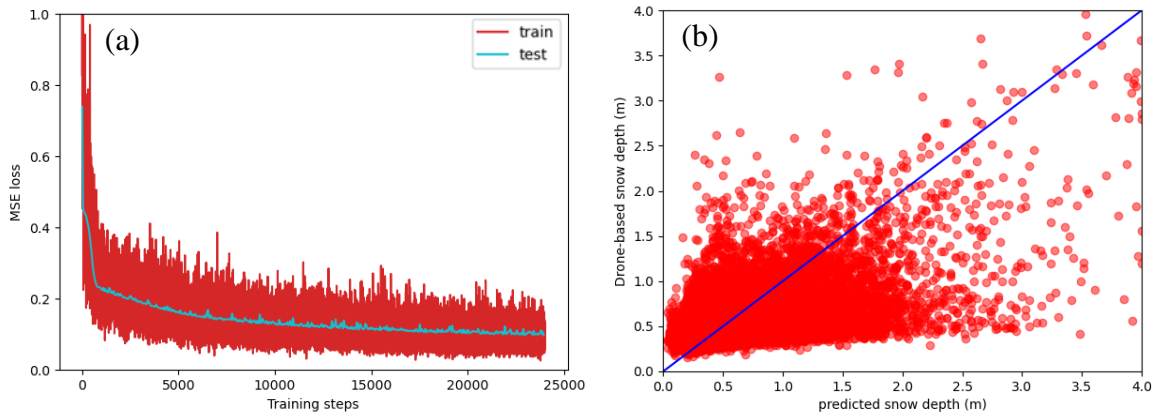 (a)
train
test
1.0
0.8
0.6
0.4
0.2
0.0
MSE loss
0 5000 10000 15000 20000 25000
Training steps
(b)
4.0
3.5
3.0
2.5
2.0
1.5
1.0
0.5
0.0
Drone-based snow depth (m)
0.0 0.5 1.0 1.5 2.0 2.5 3.0 3.5 4.0
predicted snow depth (m)